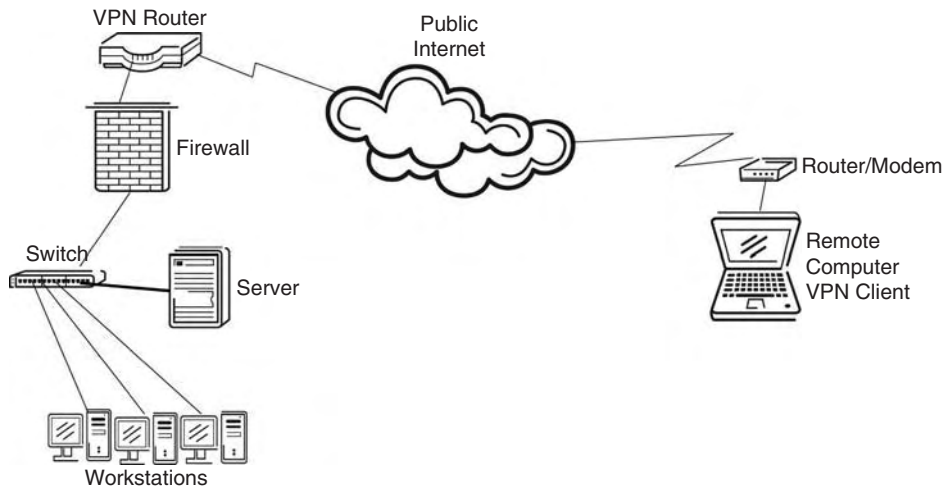 VPN Router
Public
Internet
Firewall
Router/Modem
Switch
Server
Remote
Computer
VPN Client
Workstations